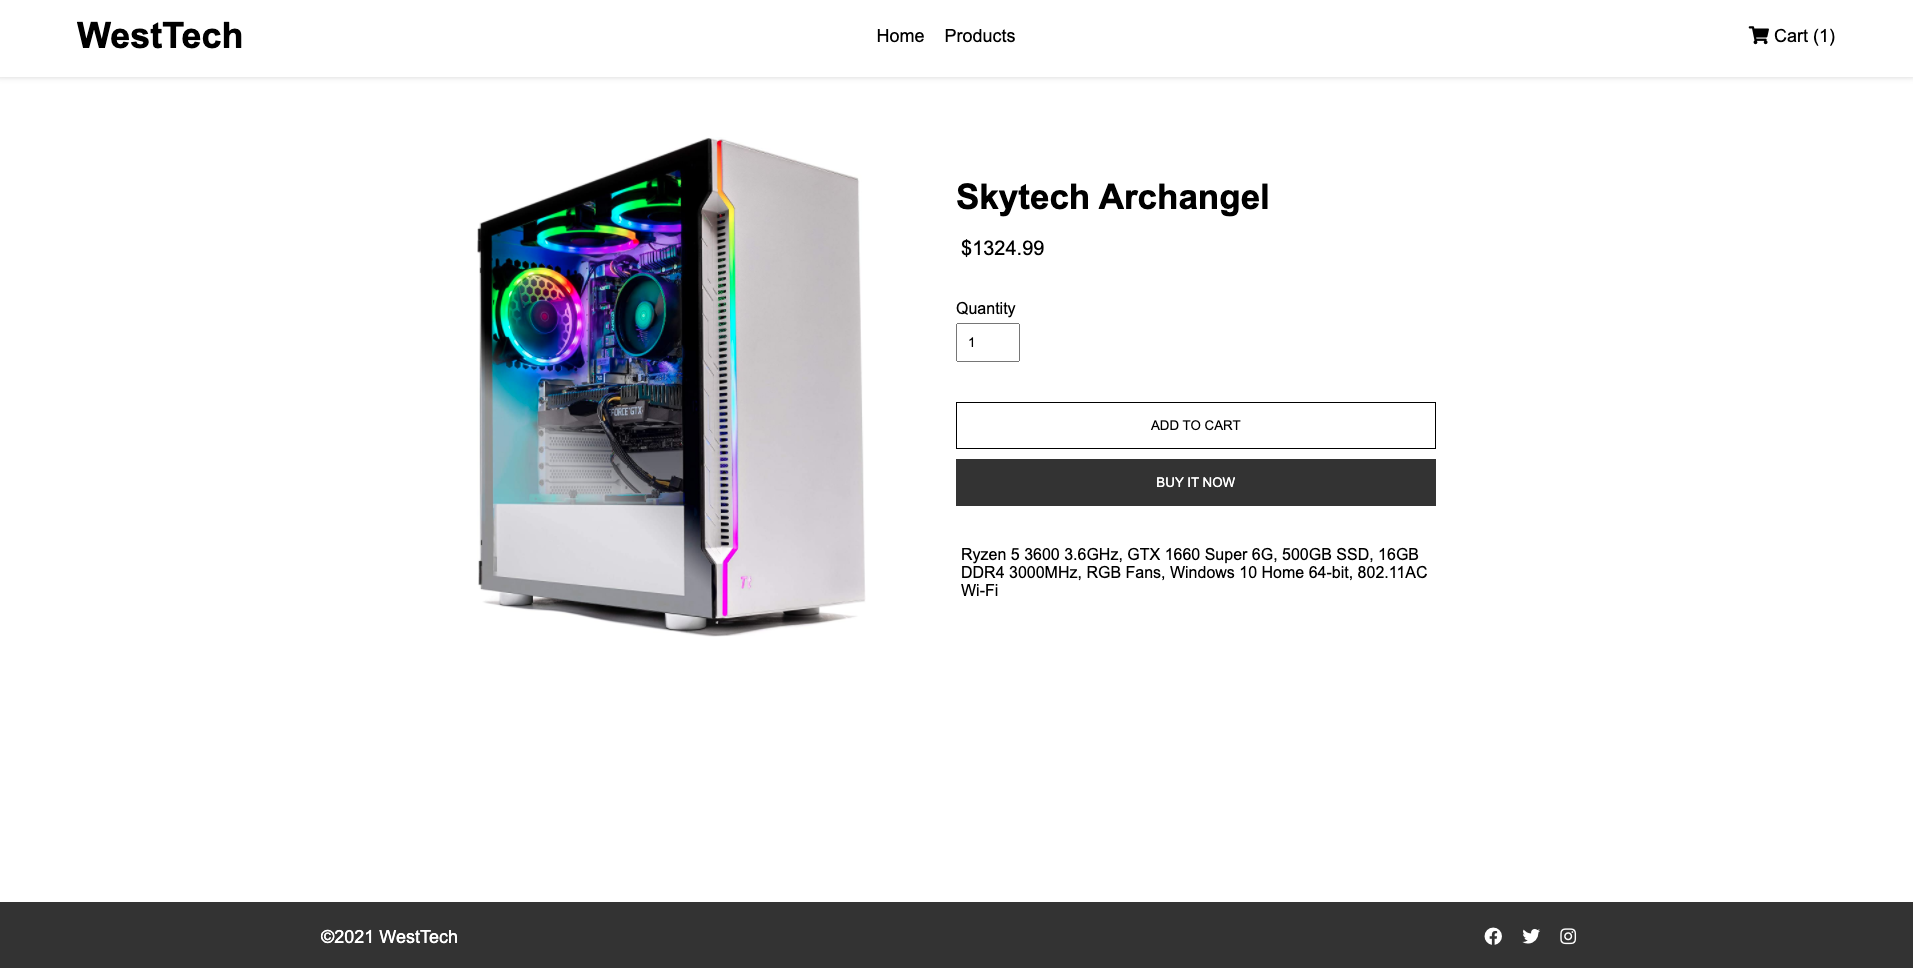 WestTech
Home Products
Cart (1)
Skytech Archangel
$1324.99
Quantity
1
FORCE GTX
ADD TO CART
BUY IT NOW
Ryzen 5 3600 3.6GHz, GTX 1660 Super 6G, 500GB SSD, 16GB
DDR4 3000MHz, RGB Fans, Windows 10 Home 64-bit, 802.11AC
Wi-Fi
©2021 WestTech